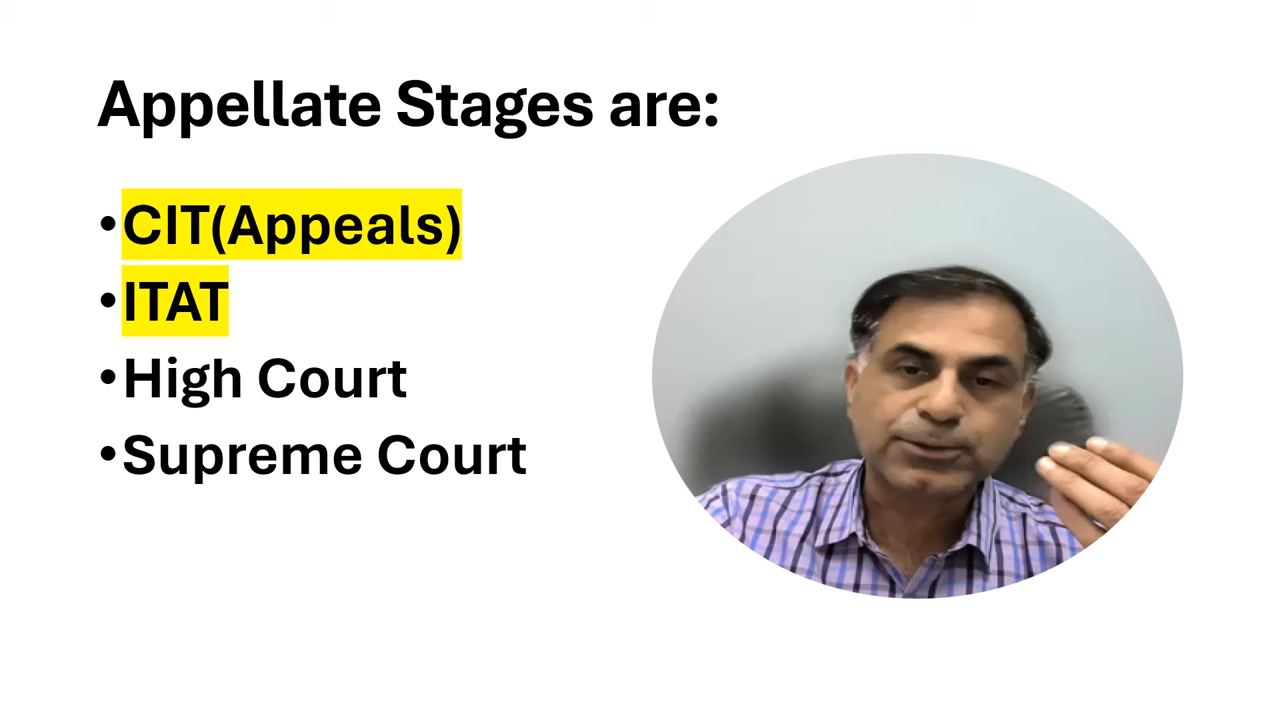 Appellate Stages are:
•CIT(Appeals)
•ITAT
•High Court
•Supreme Court